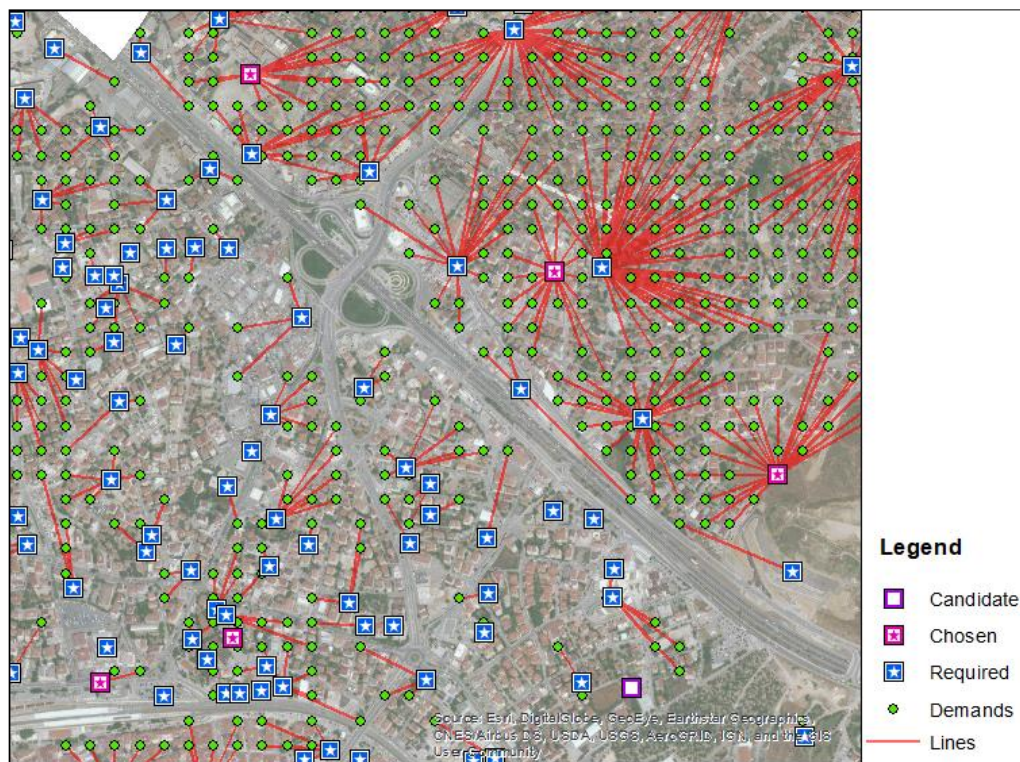 Legend
Candidate
Chosen
Required
Demands
Lines
Source: Esri, DigitalGlobe, GeoEye, Earthstar Geographics,
CNES/Airbus DS, USDA, USGS, AeroGRID, IGN, and the GIS
User Community